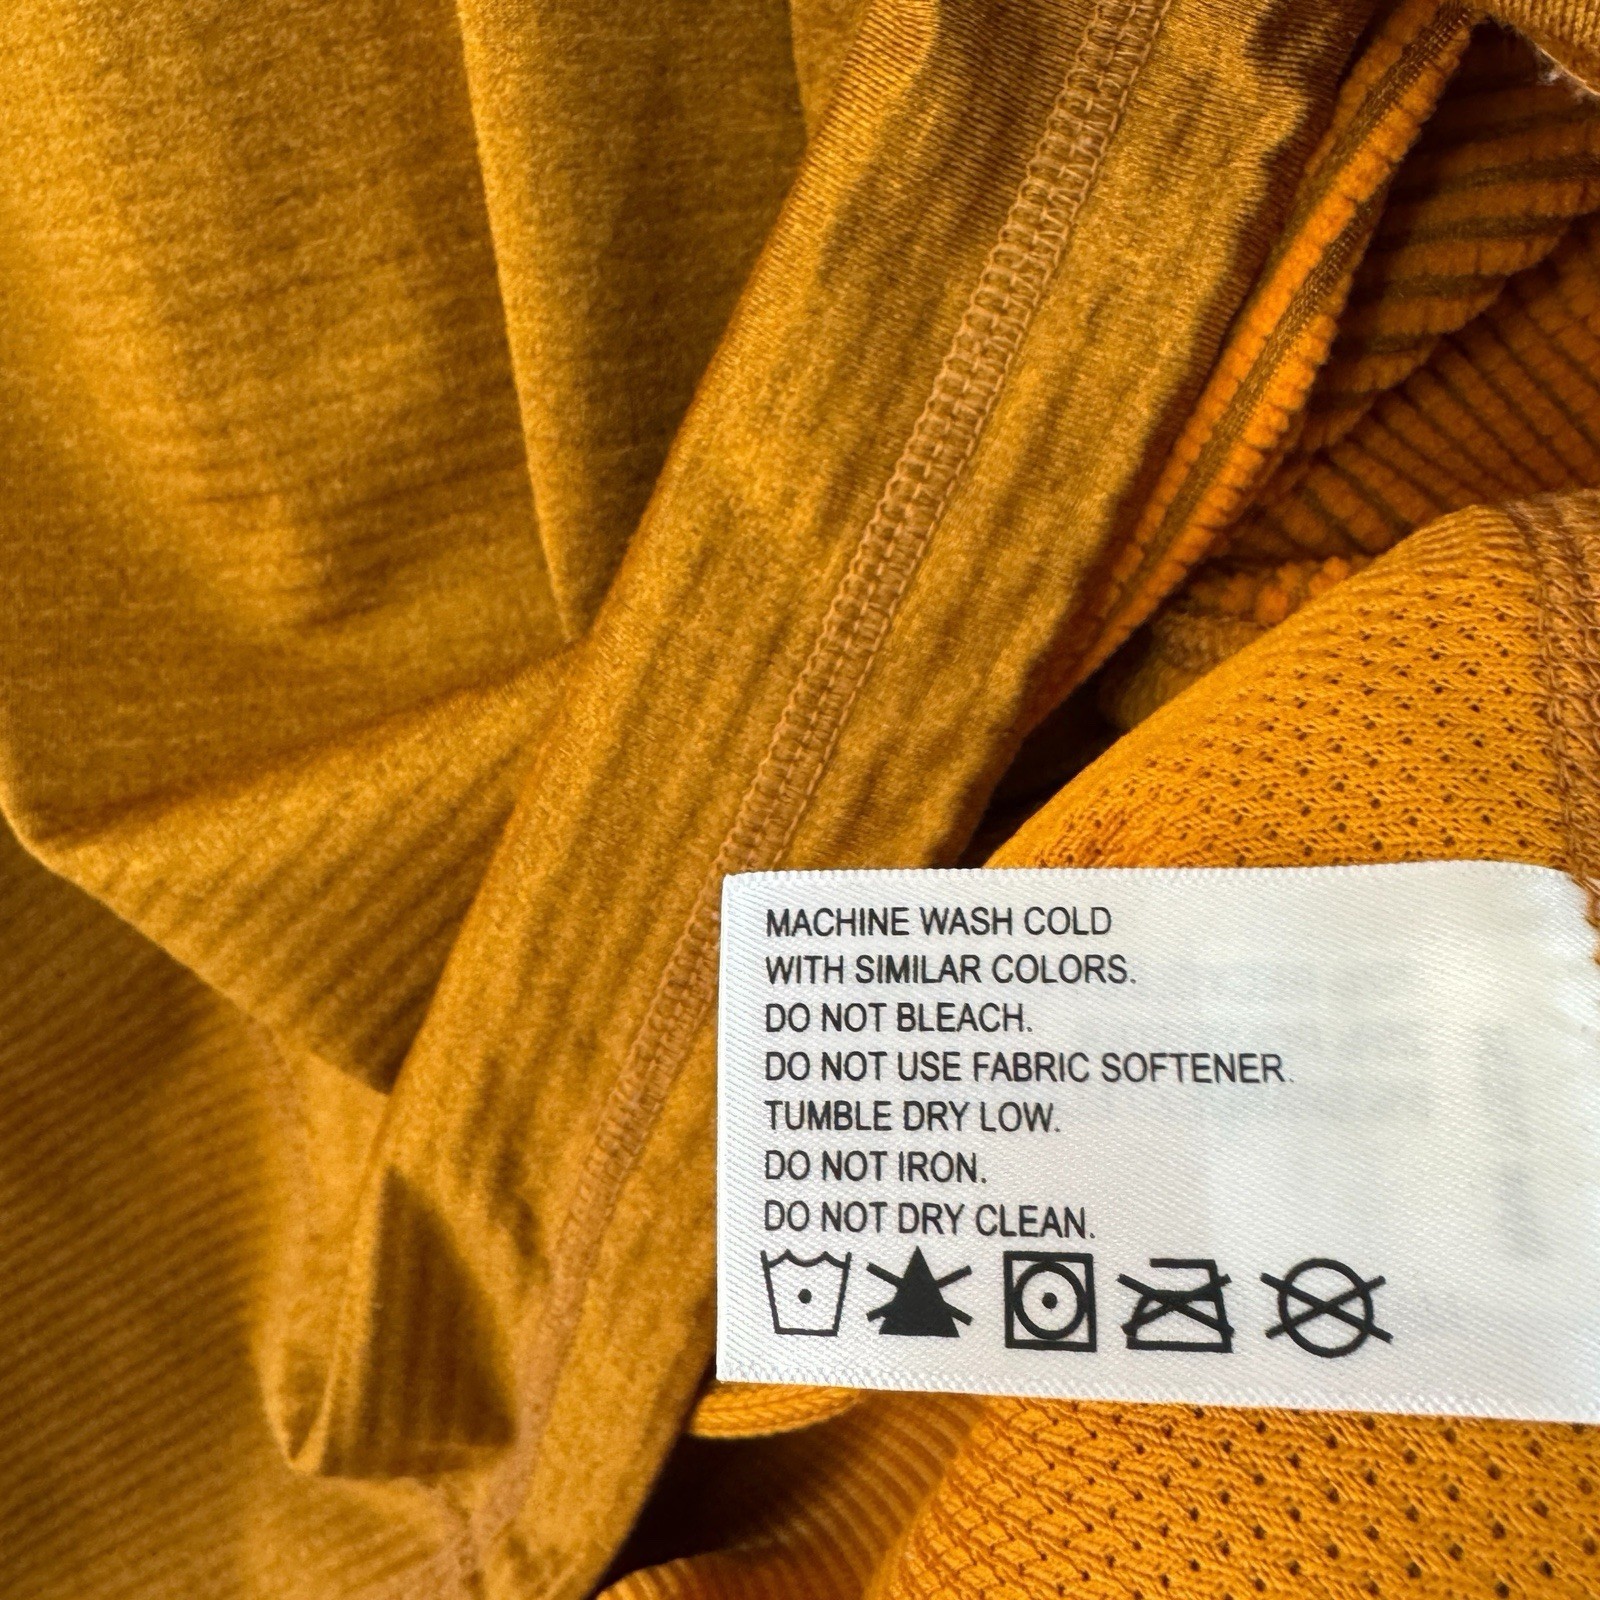 MACHINE WASH COLD
WITH SIMILAR COLORS.
DO NOT BLEACH.
DO NOT USE FABRIC SOFTENER.
TUMBLE DRY LOW.
DO NOT IRON.
DO NOT DRY CLEAN.